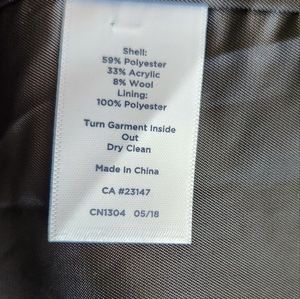 Shell:
59% Polyester
33% Acrylic
8% Wool
Lining:
100% Polyester
Turn Garment Inside
Out
Dry Clean
Made in China
CA #23147
CN1304 05/18